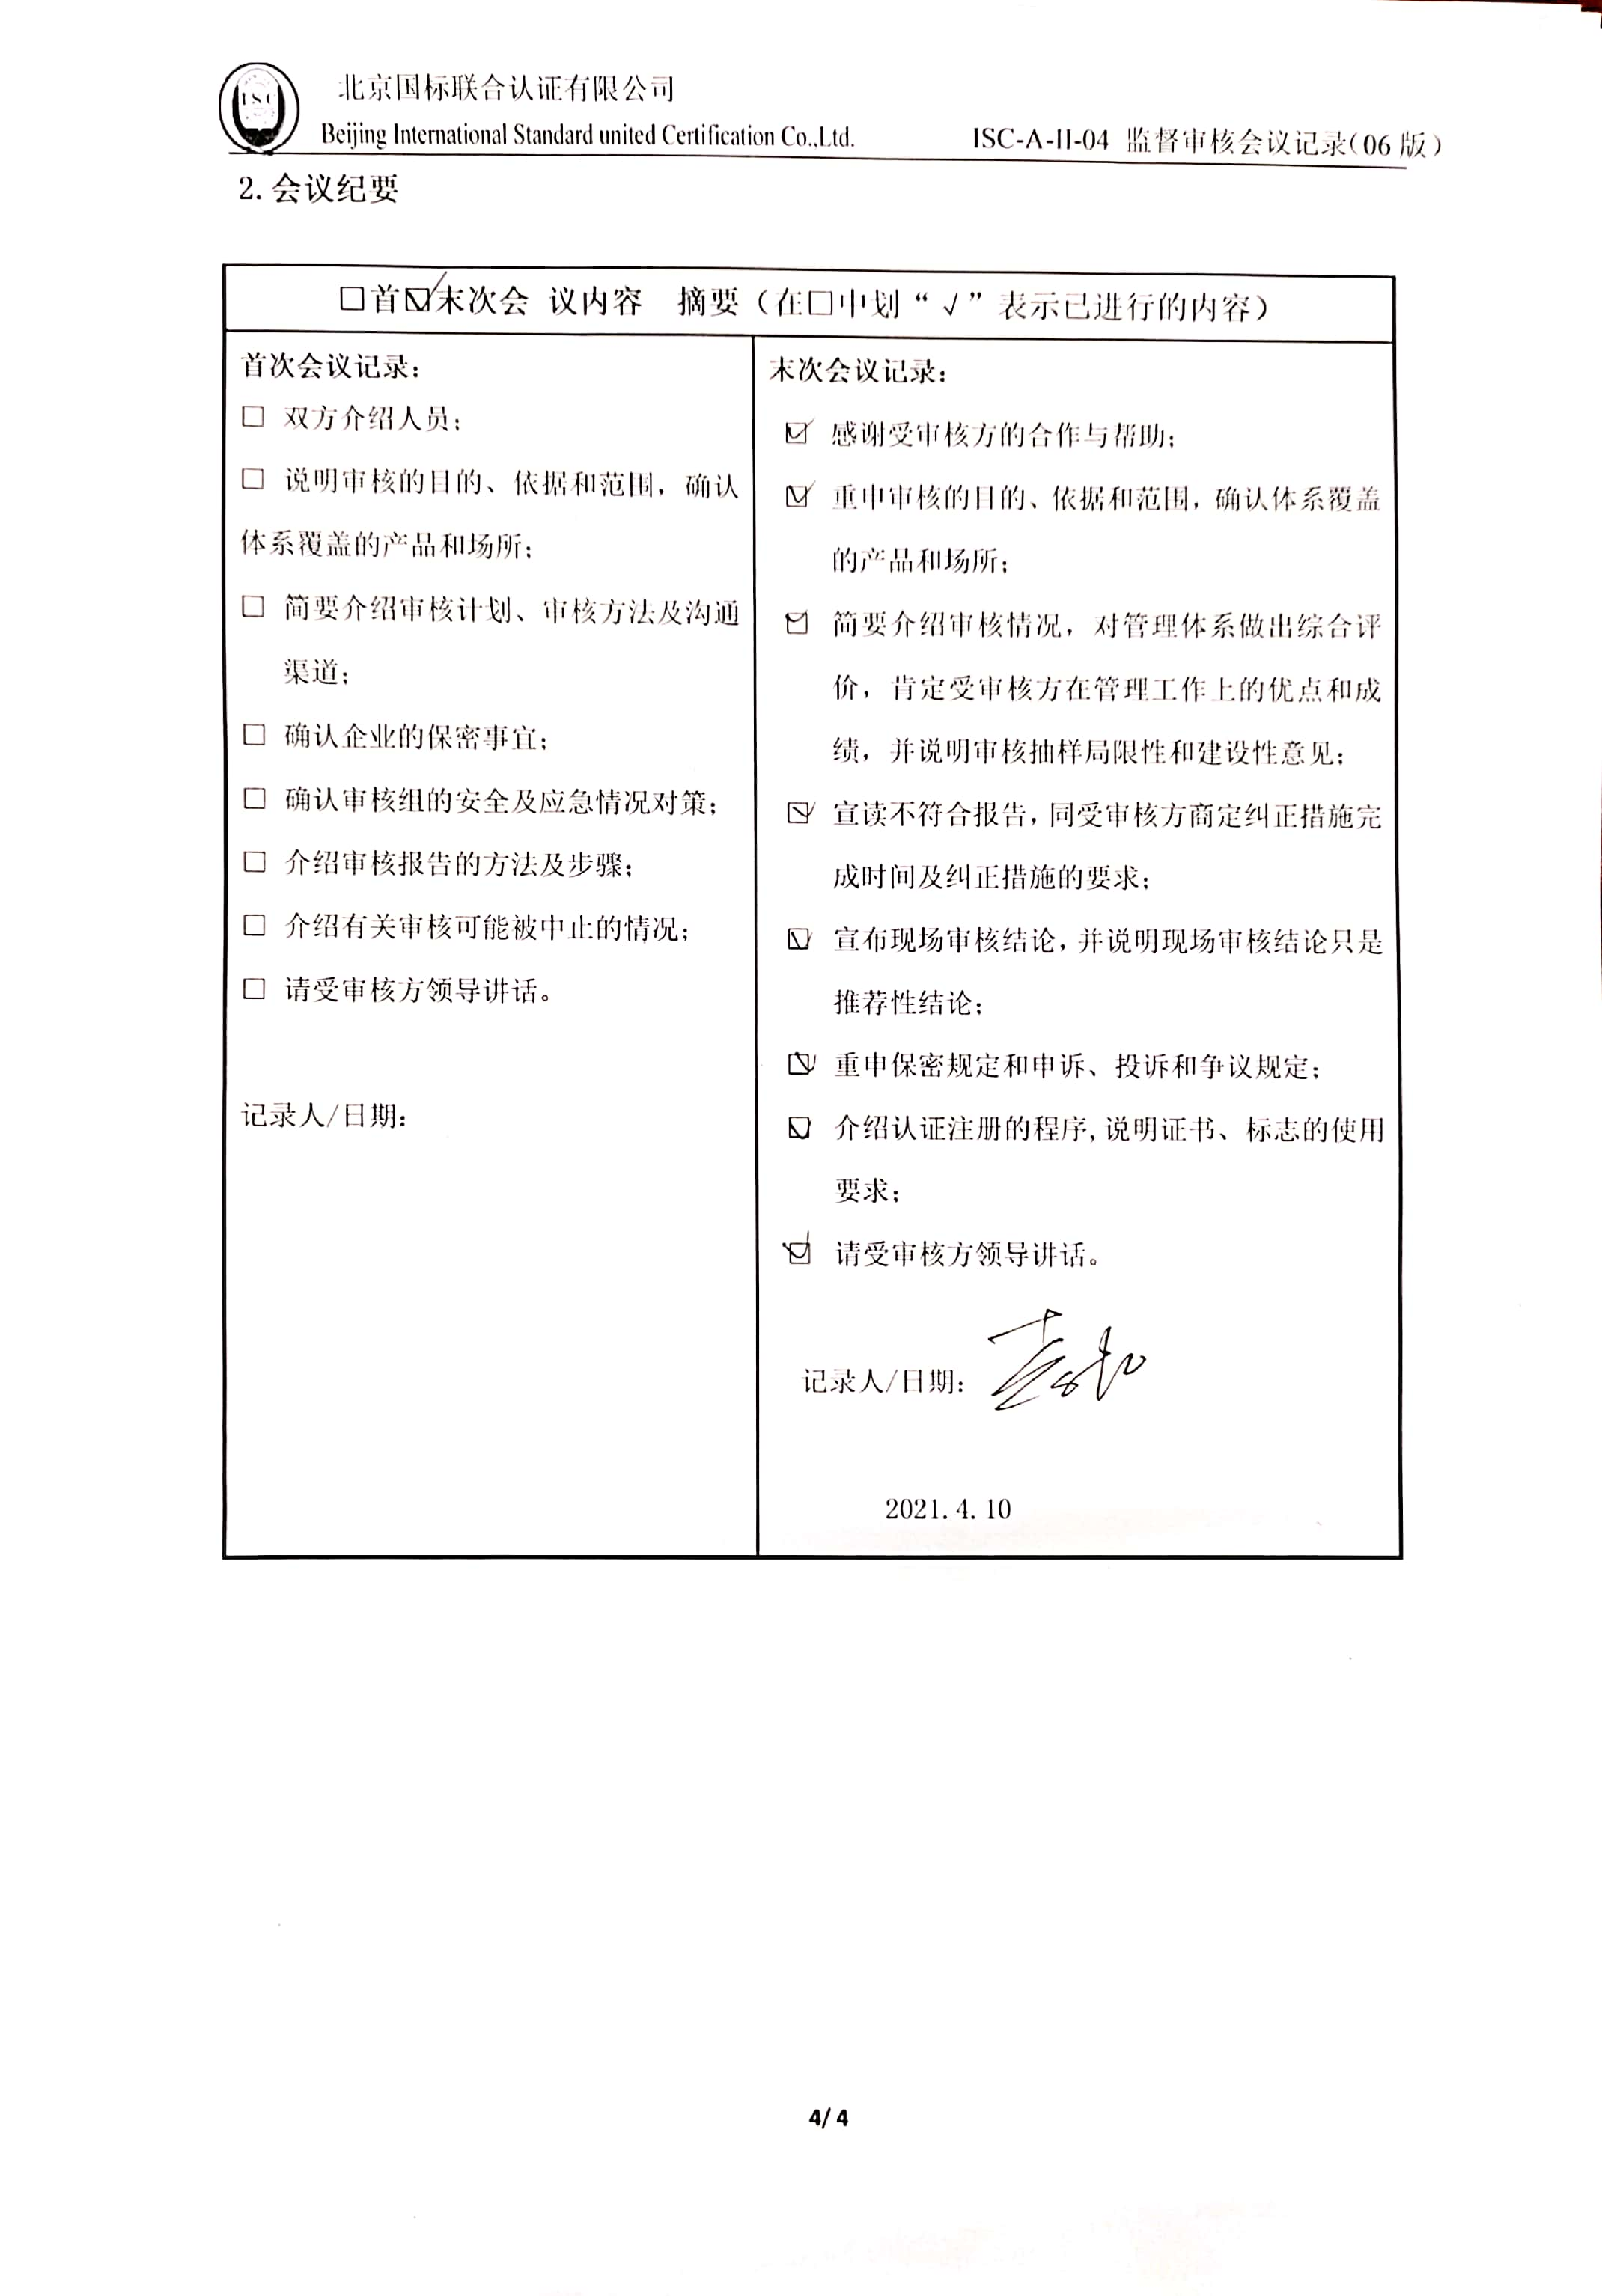 ISC
北京国标联合认证有限公司
Beijing International Standard united Certification Co.,Ltd.
ISC-A-II-04 监督审核会议记录(06版)
2.会议纪要
□首☑末次会 议内容 摘要（在□中划“√”表示已进行的内容）
首次会议记录：
□ 双方介绍人员；
□ 说明审核的目的、依据和范围，确认
体系覆盖的产品和场所；
□ 简要介绍审核计划、审核方法及沟通
渠道；
□ 确认企业的保密事宜；
□ 确认审核组的安全及应急情况对策；
□ 介绍审核报告的方法及步骤；
□ 介绍有关审核可能被中止的情况；
□ 请受审核方领导讲话。
记录人/日期：
末次会议记录：
☑ 感谢受审核方的合作与帮助；
☑ 重申审核的目的、依据和范围，确认体系覆盖
的产品和场所；
☑ 简要介绍审核情况，对管理体系做出综合评
价，肯定受审核方在管理工作上的优点和成
绩，并说明审核抽样局限性和建设性意见；
☑ 宣读不符合报告，同受审核方商定纠正措施完
成时间及纠正措施的要求；
☑ 宣布现场审核结论，并说明现场审核结论只是
推荐性结论；
☑ 重申保密规定和申诉、投诉和争议规定；
☑ 介绍认证注册的程序，说明证书、标志的使用
要求；
☑ 请受审核方领导讲话。
记录人/日期：
2021.4.10
4/4